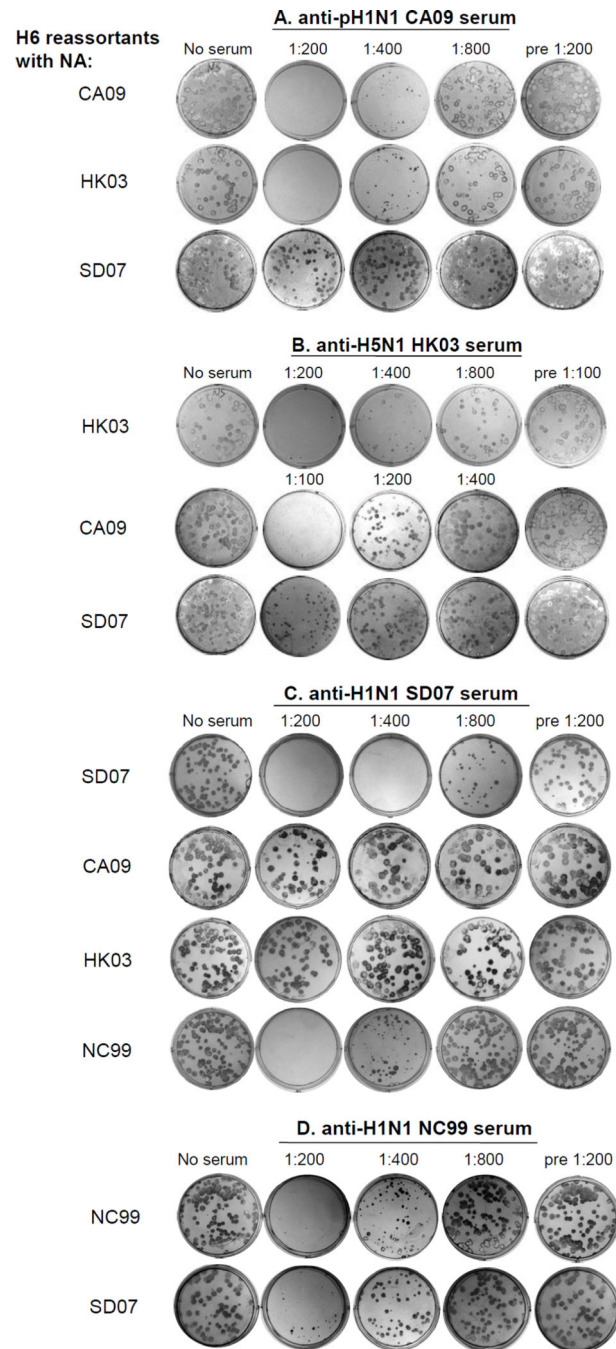 A. anti-pH1N1 CA09 serum
H6 reassortants
with NA:
No serum 1:200 1:400 1:800 pre 1:200
CA09
NS
HK03
SD07
B. anti-H5N1 HK03 serum
No serum 1:200 1:400 1:800 pre 1:100
HK03
NS
1:100 1:200 1:400
CA09
SD07
C. anti-H1N1 SD07 serum
No serum 1:200 1:400 1:800 pre 1:200
SD07
CA09
HK03
NC99
D. anti-H1N1 NC99 serum
No serum 1:200 1:400 1:800 pre 1:200
NC99
SD07